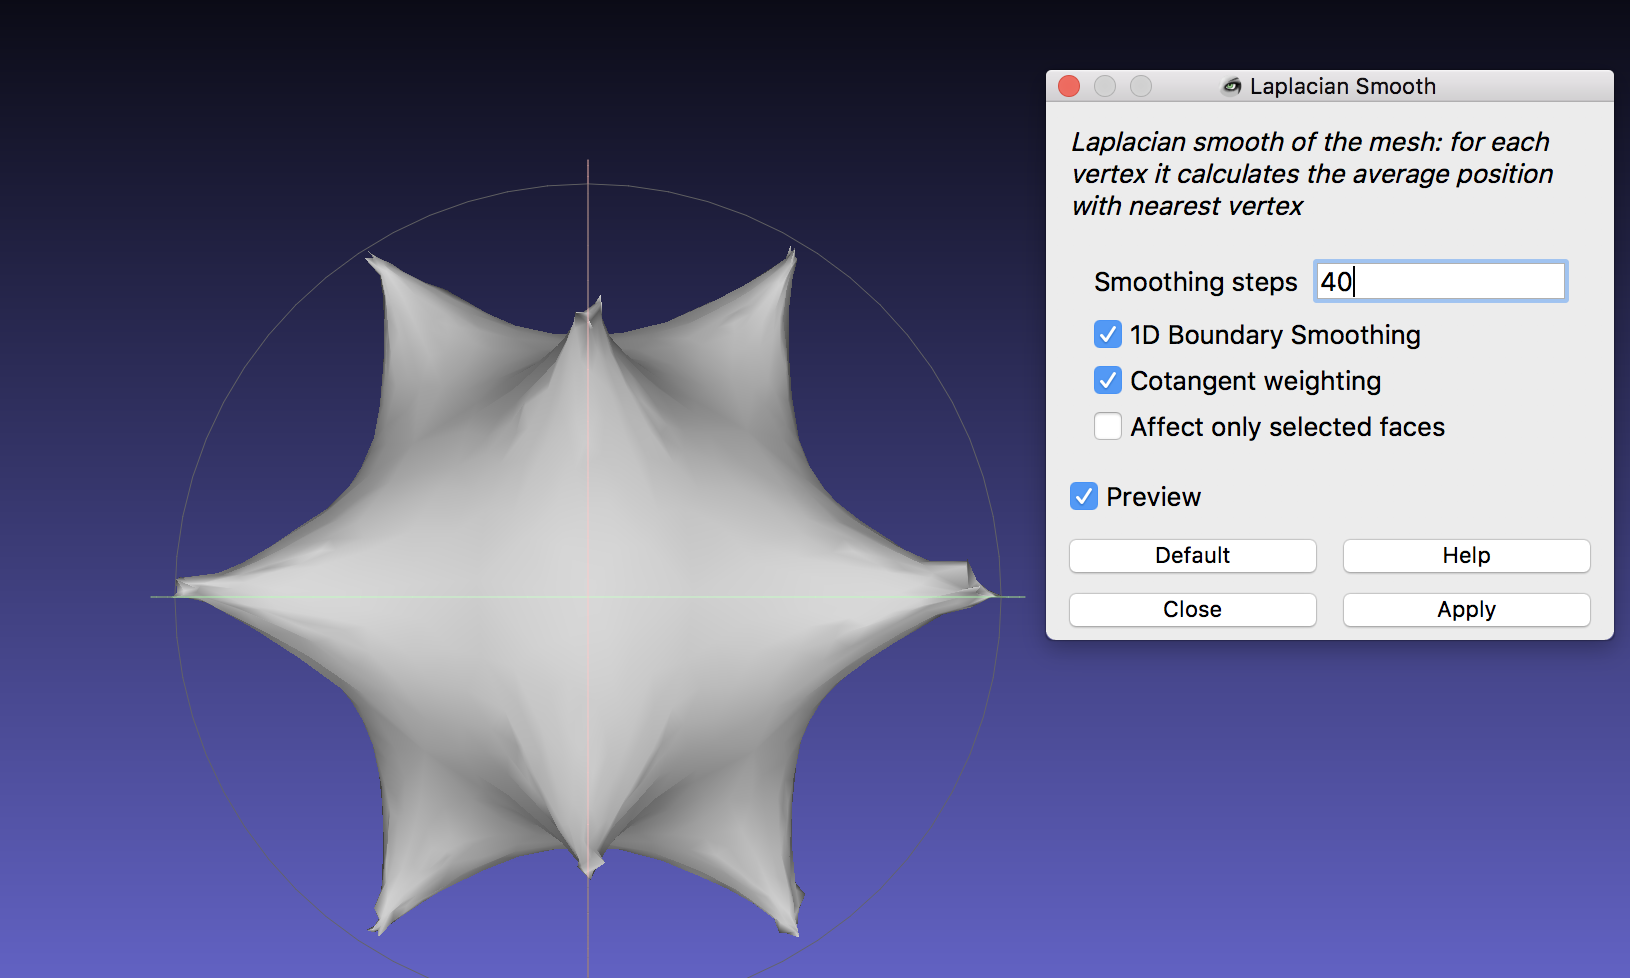 Laplacian Smooth
Laplacian smooth of the mesh: for each
vertex it calculates the average position
with nearest vertex
Smoothing steps 40
1D Boundary Smoothing
Cotangent weighting
Affect only selected faces
Preview
Default Help
Close Apply